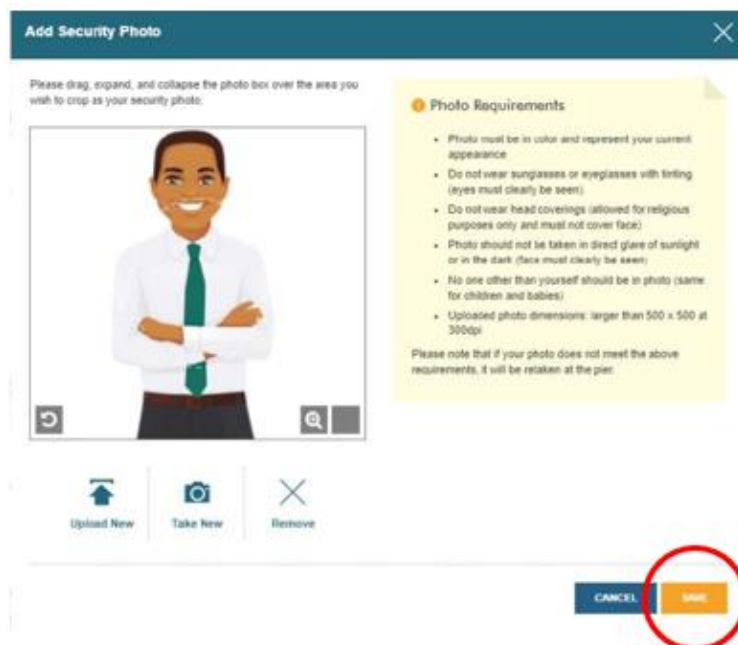 Add Security Photo
Please drag, expand, and collapse the photo box over the area you
wish to crop as your security photo.
Photo Requirements
Photo must be in color and represent your current
appearance
Do not wear sunglasses or eyeglasses with tinting
(eyes must clearly be seen)
Do not wear head coverings (allowed for religious
purposes only and must not cover face)
Photo should not be taken in direct glare of sunlight
or in the dark (face must clearly be seen)
No one other than yourself should be in photo (same
for children and babies)
Uploaded photo dimensions: larger than 500 x 500 at
300dpi
Please note that if your photo does not meet the above
requirements, it will be retaken at the pier.
Upload New
Take New
Remove
CANCEL
SAVE